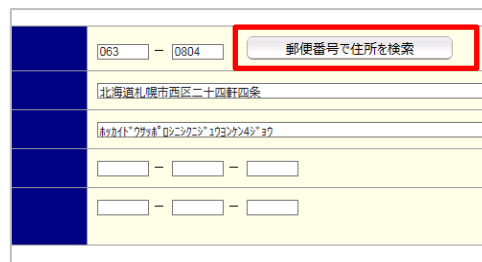 063 － 0804 郵便番号で住所を検索
北海道札幌市西区二十四軒四条
ﾎｯｶｲﾄﾞｳｻｯﾎﾟﾛｼﾆｼｸﾆｼﾞｭｳﾖﾝｹﾝ4ｼﾞｮｳ
－ －
－ －